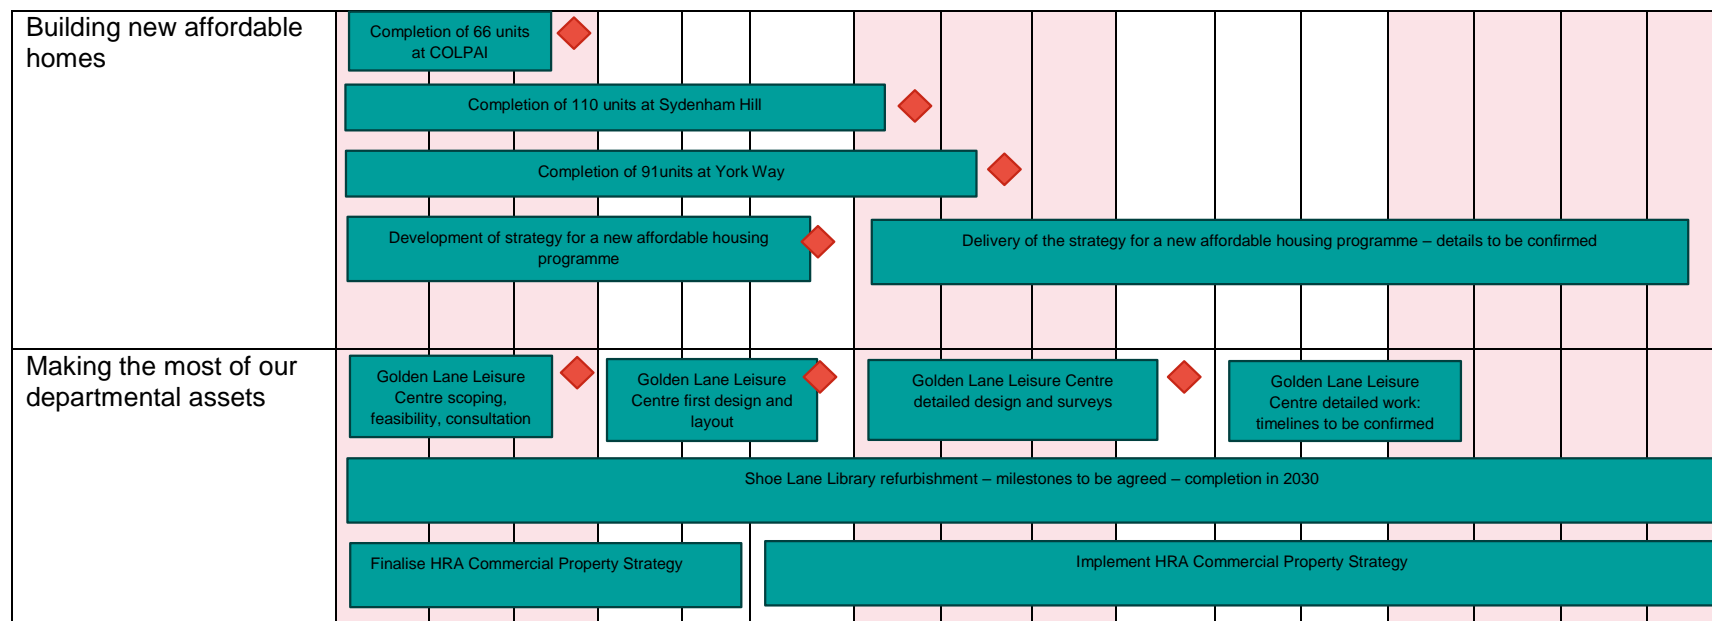 Building new affordable
homes
Completion of 66 units
at COLPAI
Completion of 110 units at Sydenham Hill
Completion of 91units at York Way
Development of strategy for a new affordable housing
programme
Delivery of the strategy for a new affordable housing programme – details to be confirmed
Making the most of our
departmental assets
Golden Lane Leisure
Centre scoping,
feasibility, consultation
Golden Lane Leisure
Centre first design and
layout
Golden Lane Leisure Centre
detailed design and surveys
Golden Lane Leisure
Centre detailed work:
timelines to be confirmed
Shoe Lane Library refurbishment – milestones to be agreed – completion in 2030
Finalise HRA Commercial Property Strategy
Implement HRA Commercial Property Strategy